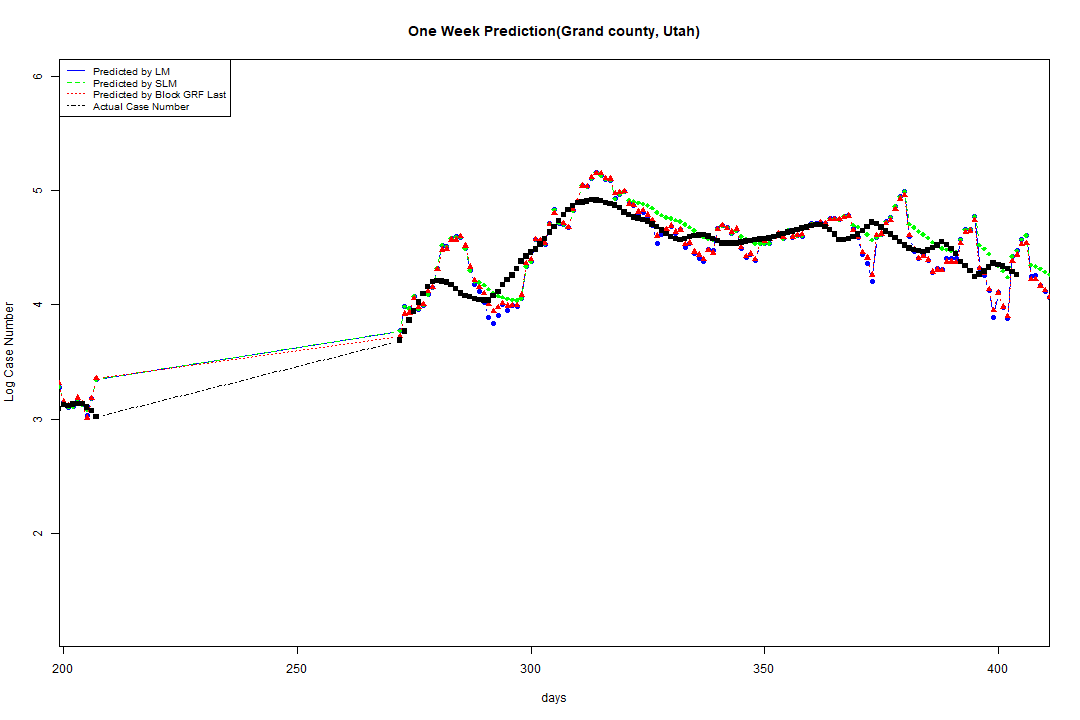 One Week Prediction(Grand county, Utah)
Predicted by LM
Predicted by SLM
Predicted by Block GRF Last
Actual Case Number
6
5
4
3
2
Log Case Number
200 250 300 350 400
days